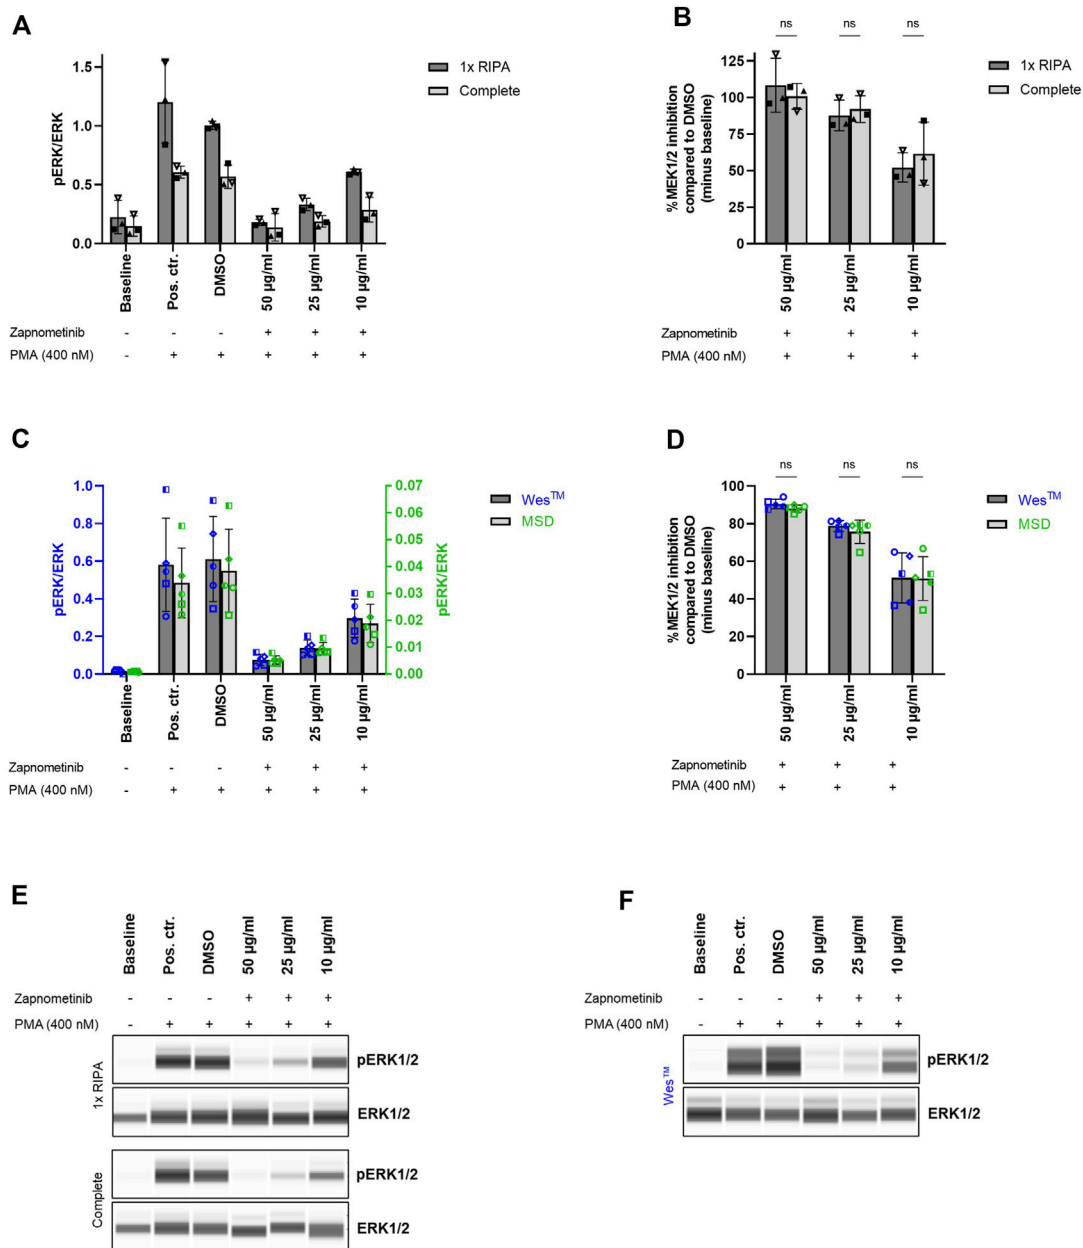 A
pERK/ERK
1.5
1.0
0.5
0.0
1x RIPA
Complete
Baseline
Pos. ctr.
DMSO
50 µg/ml
25 µg/ml
10 µg/ml
Zapnometinib - - - + + +
PMA (400 nM) - + + + + +
B
ns ns ns
% MEK1/2 inhibition
compared to DMSO
(minus baseline)
125
100
75
50
25
0
1x RIPA
Complete
50 µg/ml
25 µg/ml
10 µg/ml
Zapnometinib + + +
PMA (400 nM) + + +
C
pERK/ERK
1.0
0.8
0.6
0.4
0.2
0.0
0.07
0.06
0.05
0.04
0.03
0.02
0.01
0.00
pERK/ERK
Wes™
MSD
Baseline
Pos. ctr.
DMSO
50 µg/ml
25 µg/ml
10 µg/ml
Zapnometinib - - - + + +
PMA (400 nM) - + + + + +
D
ns ns ns
% MEK1/2 inhibition
compared to DMSO
(minus baseline)
100
80
60
40
20
0
Wes™
MSD
50 µg/ml
25 µg/ml
10 µg/ml
Zapnometinib + + +
PMA (400 nM) + + +
E
Baseline
Pos. ctr.
DMSO
50 µg/ml
25 µg/ml
10 µg/ml
Zapnometinib - - - + + +
PMA (400 nM) - + + + + +
1x RIPA
pERK1/2
ERK1/2
Complete
pERK1/2
ERK1/2
F
Baseline
Pos. ctr.
DMSO
50 µg/ml
25 µg/ml
10 µg/ml
Zapnometinib - - - + + +
PMA (400 nM) - + + + + +
Wes™
pERK1/2
ERK1/2